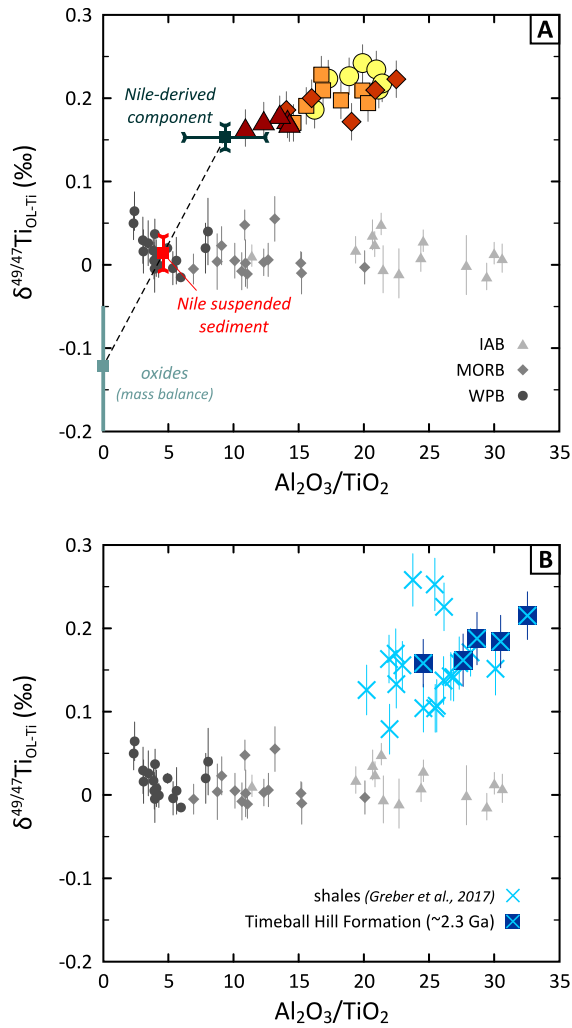 A
0.3
0.2
0.1
0
-0.1
-0.2
δ⁴⁹/⁴⁷Ti_OL-Ti (‰)
Nile-derived
component
Nile suspended
sediment
oxides
(mass balance)
IAB
MORB
WPB
0 5 10 15 20 25 30 35
Al₂O₃/TiO₂
B
0.3
0.2
0.1
0
-0.1
-0.2
δ⁴⁹/⁴⁷Ti_OL-Ti (‰)
shales (Greber et al., 2017)
Timeball Hill Formation (~2.3 Ga)
0 5 10 15 20 25 30 35
Al₂O₃/TiO₂